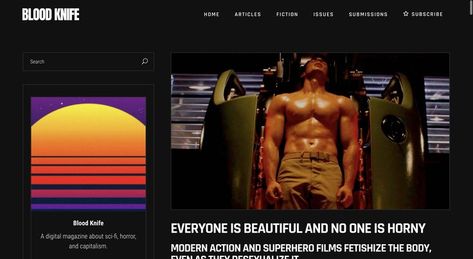 BLOOD KNIFE
HOME ARTICLES FICTION ISSUES SUBMISSIONS SUBSCRIBE
Search
Blood Knife
A digital magazine about sci-fi, horror,
and capitalism.
EVERYONE IS BEAUTIFUL AND NO ONE IS HORNY
MODERN ACTION AND SUPERHERO FILMS FETISHIZE THE BODY,
EVEN AS THEY DESEXUALIZE IT